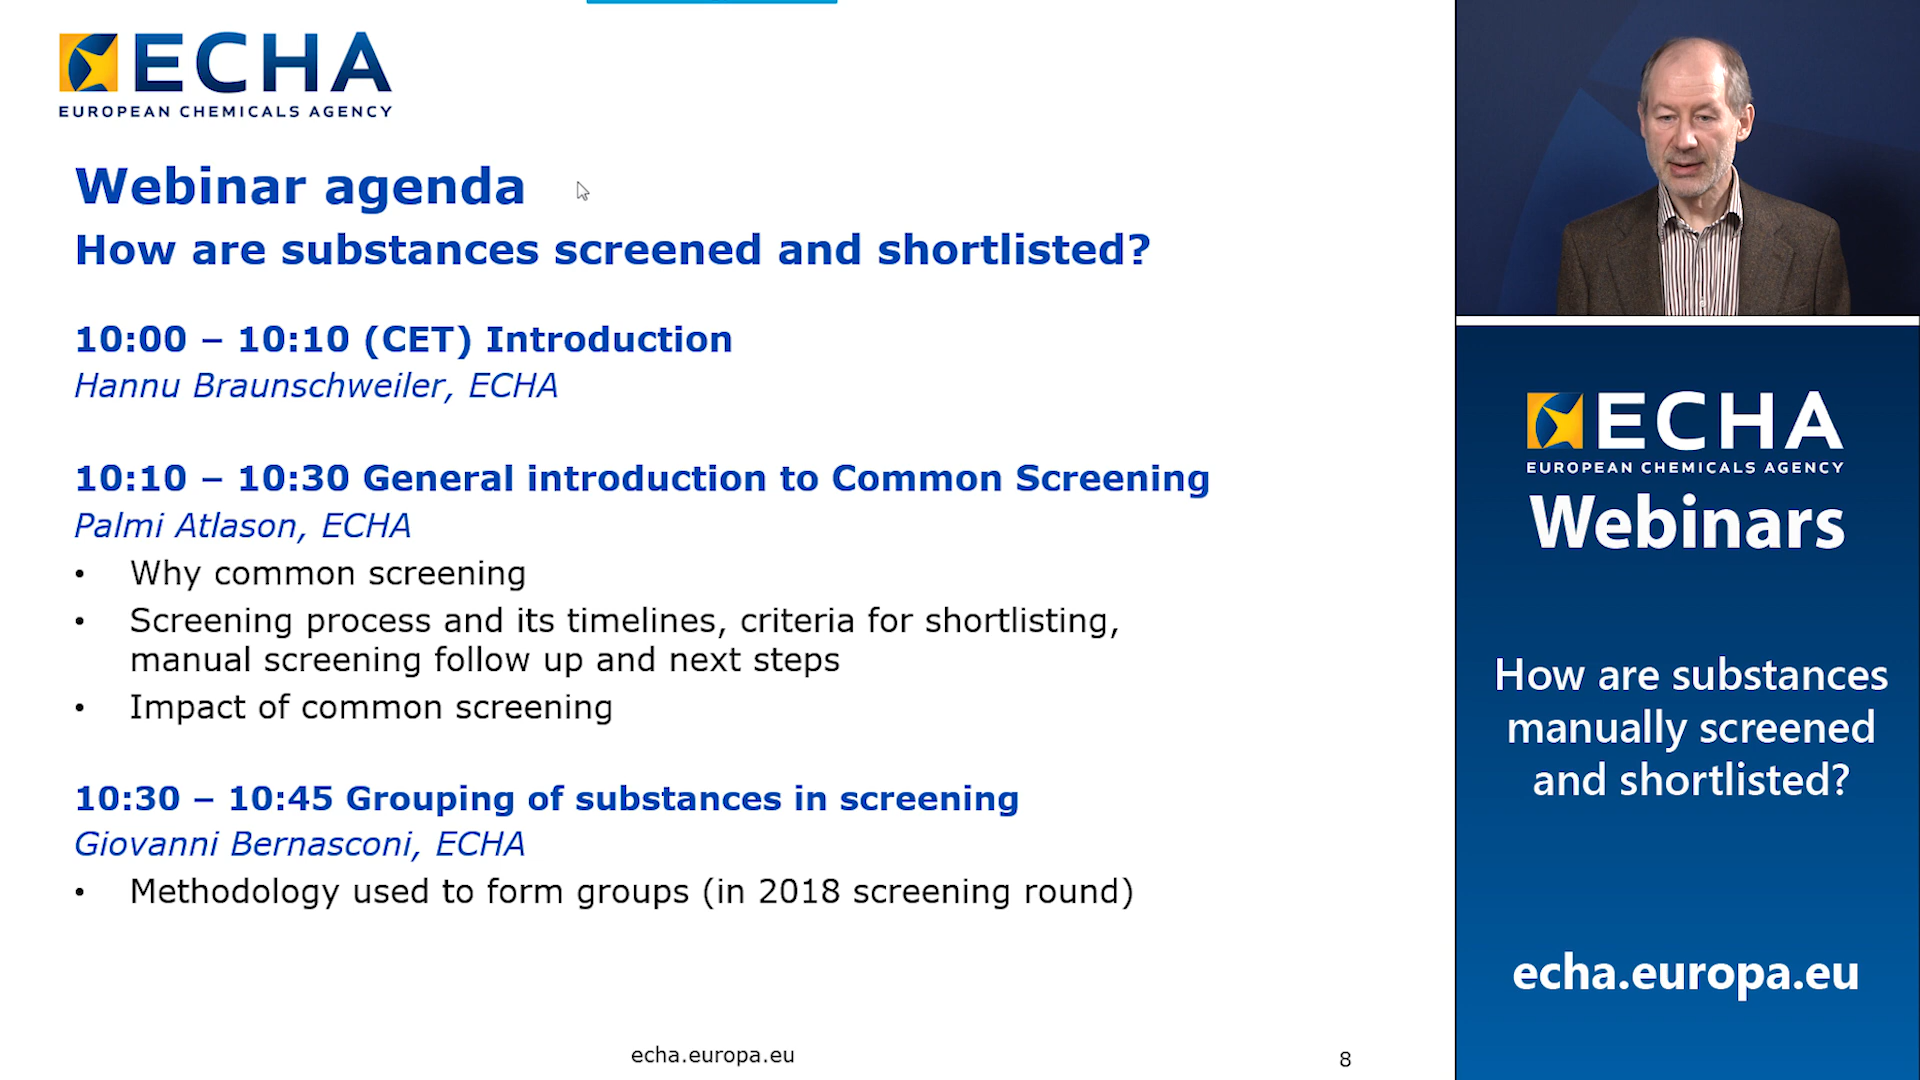 ECHA
EUROPEAN CHEMICALS AGENCY
Webinar agenda
How are substances screened and shortlisted?
10:00 – 10:10 (CET) Introduction
Hannu Braunschweiler, ECHA
10:10 – 10:30 General introduction to Common Screening
Palmi Atlason, ECHA
• Why common screening
• Screening process and its timelines, criteria for shortlisting,
manual screening follow up and next steps
• Impact of common screening
10:30 – 10:45 Grouping of substances in screening
Giovanni Bernasconi, ECHA
• Methodology used to form groups (in 2018 screening round)
echa.europa.eu
8
ECHA
EUROPEAN CHEMICALS AGENCY
Webinars
How are substances
manually screened
and shortlisted?
echa.europa.eu